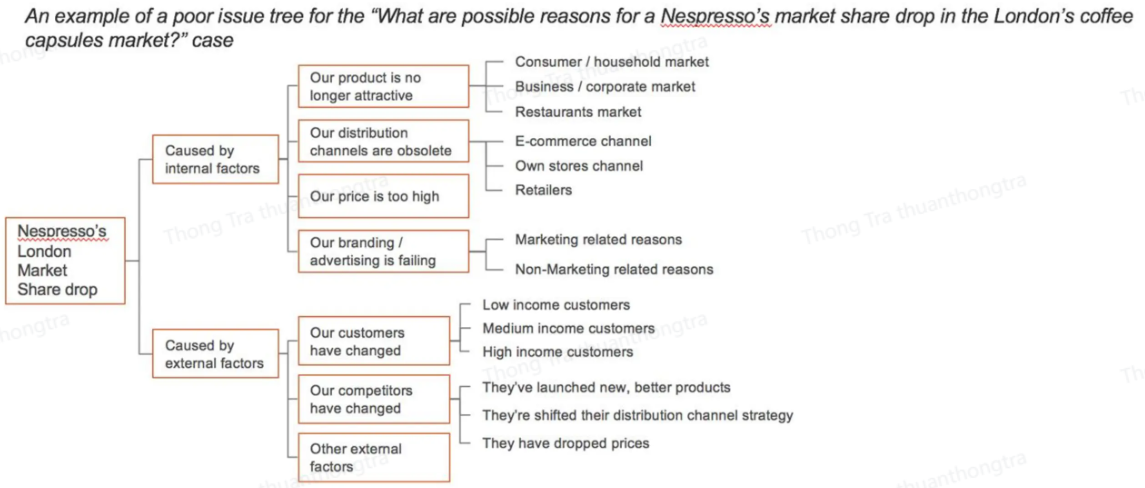 An example of a poor issue tree for the “What are possible reasons for a Nespresso’s market share drop in the London’s coffee
capsules market?” case
Nespresso’s
London
Market
Share drop
Caused by
internal factors
Our product is no
longer attractive
Consumer / household market
Business / corporate market
Restaurants market
Our distribution
channels are obsolete
E-commerce channel
Own stores channel
Retailers
Our price is too high
Our branding /
advertising is failing
Marketing related reasons
Non-Marketing related reasons
Caused by
external factors
Our customers
have changed
Low income customers
Medium income customers
High income customers
Our competitors
have changed
They’ve launched new, better products
They’re shifted their distribution channel strategy
They have dropped prices
Other external
factors
Thong Tra thuanthongtra
Thong Tra thuanthongtra